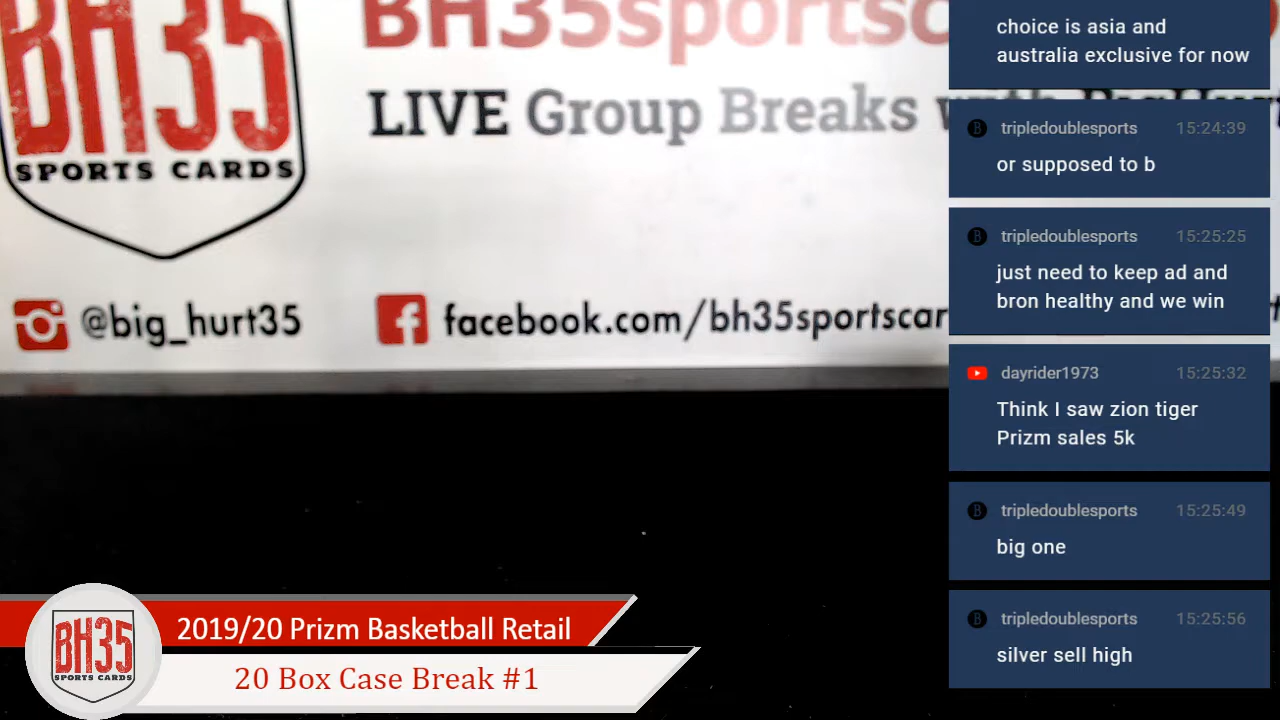 BH35
SPORTS CARDS
BH35sportsc
LIVE Group Breaks
@big_hurt35
facebook.com/bh35sportscar
choice is asia and
australia exclusive for now
tripledoublesports 15:24:39
or supposed to b
tripledoublesports 15:25:25
just need to keep ad and
bron healthy and we win
dayrider1973 15:25:32
Think I saw zion tiger
Prizm sales 5k
tripledoublesports 15:25:49
big one
tripledoublesports 15:25:56
silver sell high
BH35
SPORTS CARDS
2019/20 Prizm Basketball Retail
20 Box Case Break #1